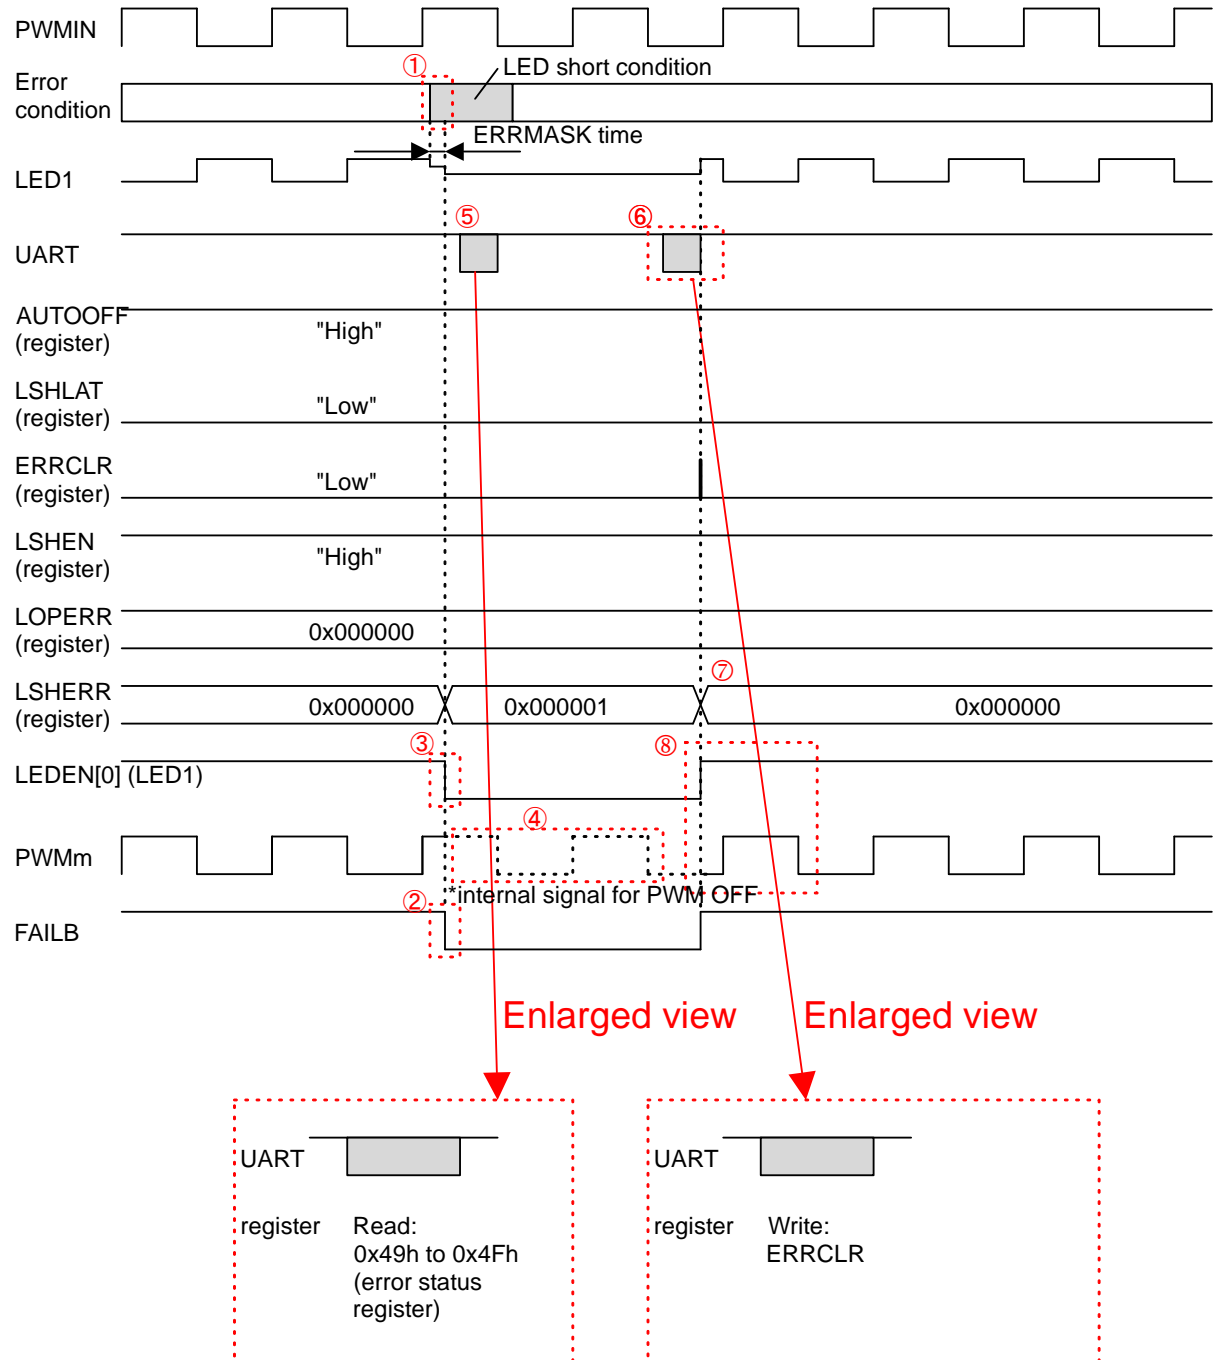 PWMIN
① LED short condition
Error
condition
ERRMASK time
LED1
⑤ ⑥
UART
AUTOOFF
(register)
"High"
LSHLAT
(register)
"Low"
ERRCLR
(register)
"Low"
LSHEN
(register)
"High"
LOPERR
(register)
0x000000
⑦
LSHERR
(register)
0x000000 0x000001 0x000000
③ ⑧
LEDEN[0] (LED1)
④
PWMm
*internal signal for PWM OFF
②
FAILB
Enlarged view Enlarged view
UART UART
register Read: register Write:
0x49h to 0x4Fh ERRCLR
(error status
register)